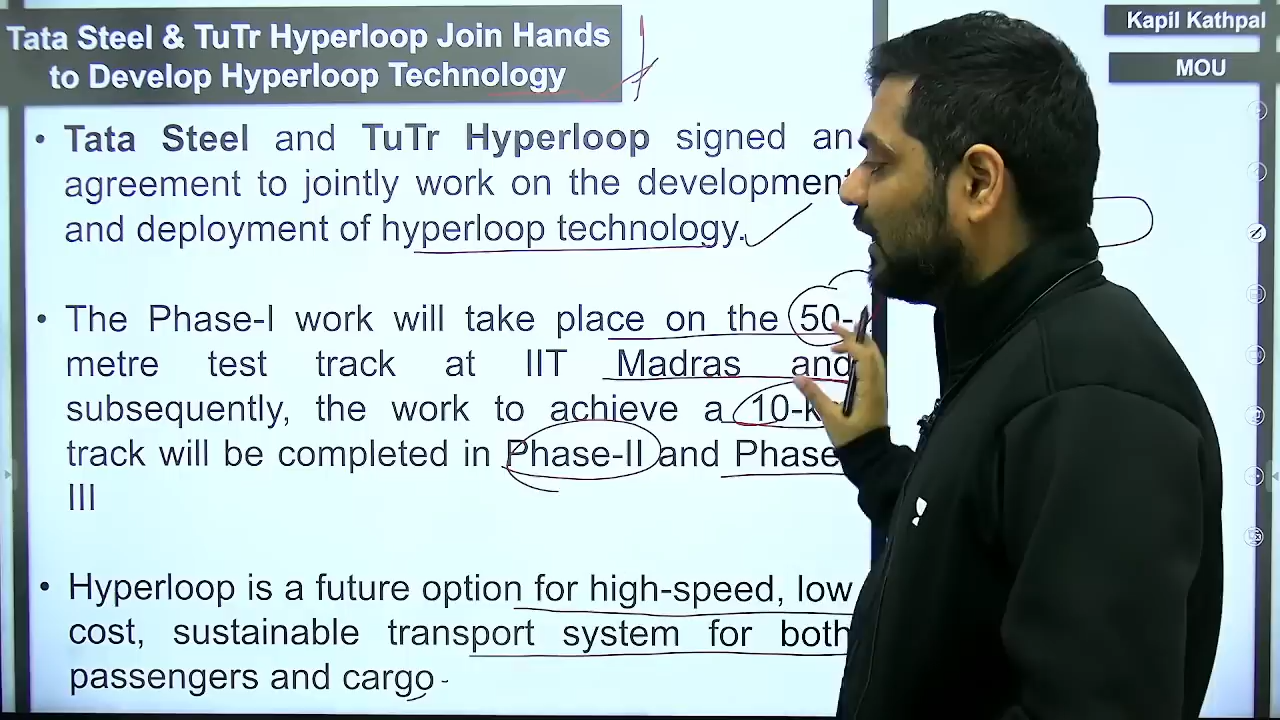 Tata Steel & TuTr Hyperloop Join Hands
to Develop Hyperloop Technology
Kapil Kathpal
MOU
• Tata Steel and TuTr Hyperloop signed an
agreement to jointly work on the development
and deployment of hyperloop technology.
• The Phase-I work will take place on the 50-
metre test track at IIT Madras and
subsequently, the work to achieve a 10-k
track will be completed in Phase-II and Phase
III
• Hyperloop is a future option for high-speed, low
cost, sustainable transport system for both
passengers and cargo